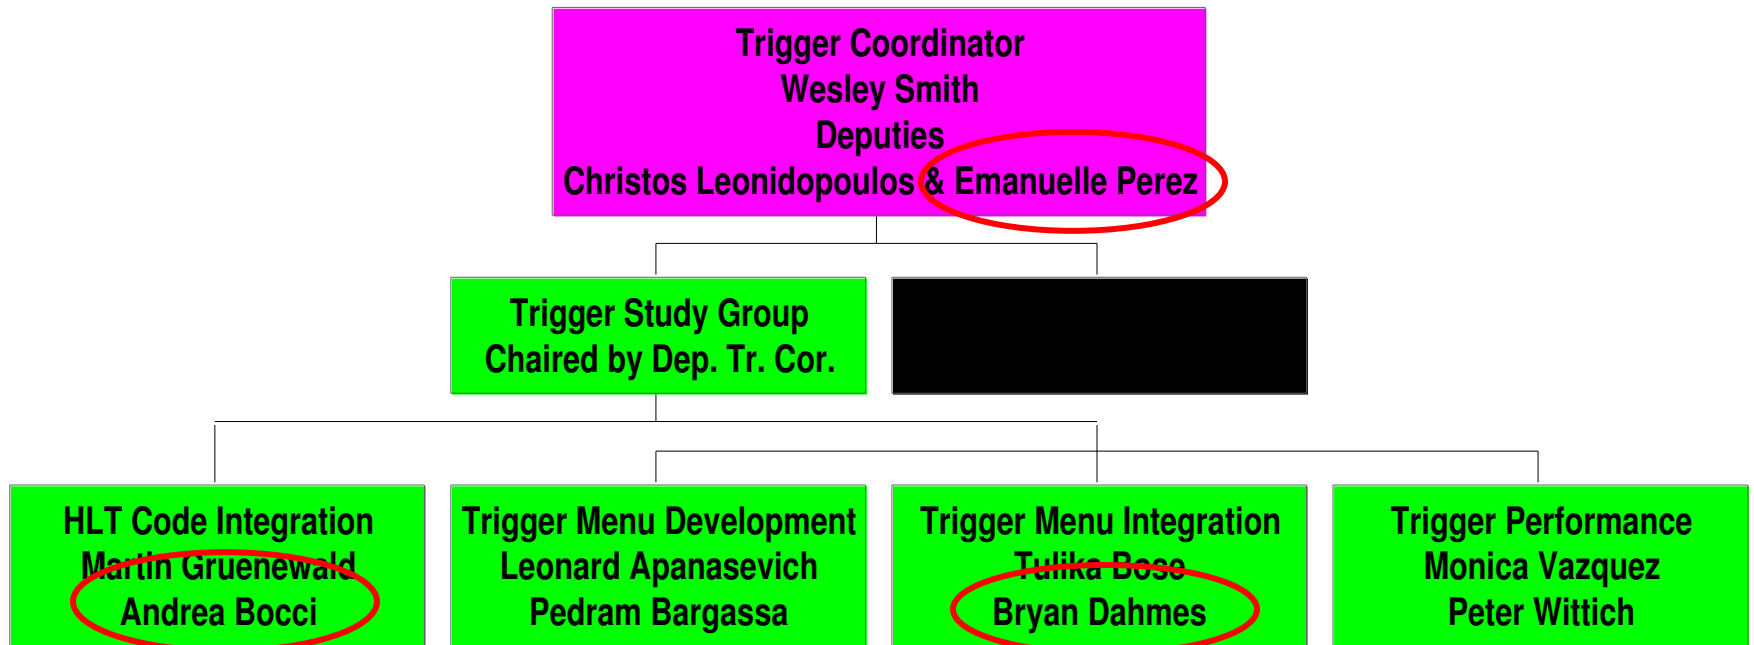 Trigger Coordinator
Wesley Smith
Deputies
Christos Leonidopoulos & Emanuelle Perez
Trigger Study Group
Chaired by Dep. Tr. Cor.
HLT Code Integration
Martin Gruenewald
Andrea Bocci
Trigger Menu Development
Leonard Apanasevich
Pedram Bargassa
Trigger Menu Integration
Tulika Bose
Bryan Dahmes
Trigger Performance
Monica Vazquez
Peter Wittich